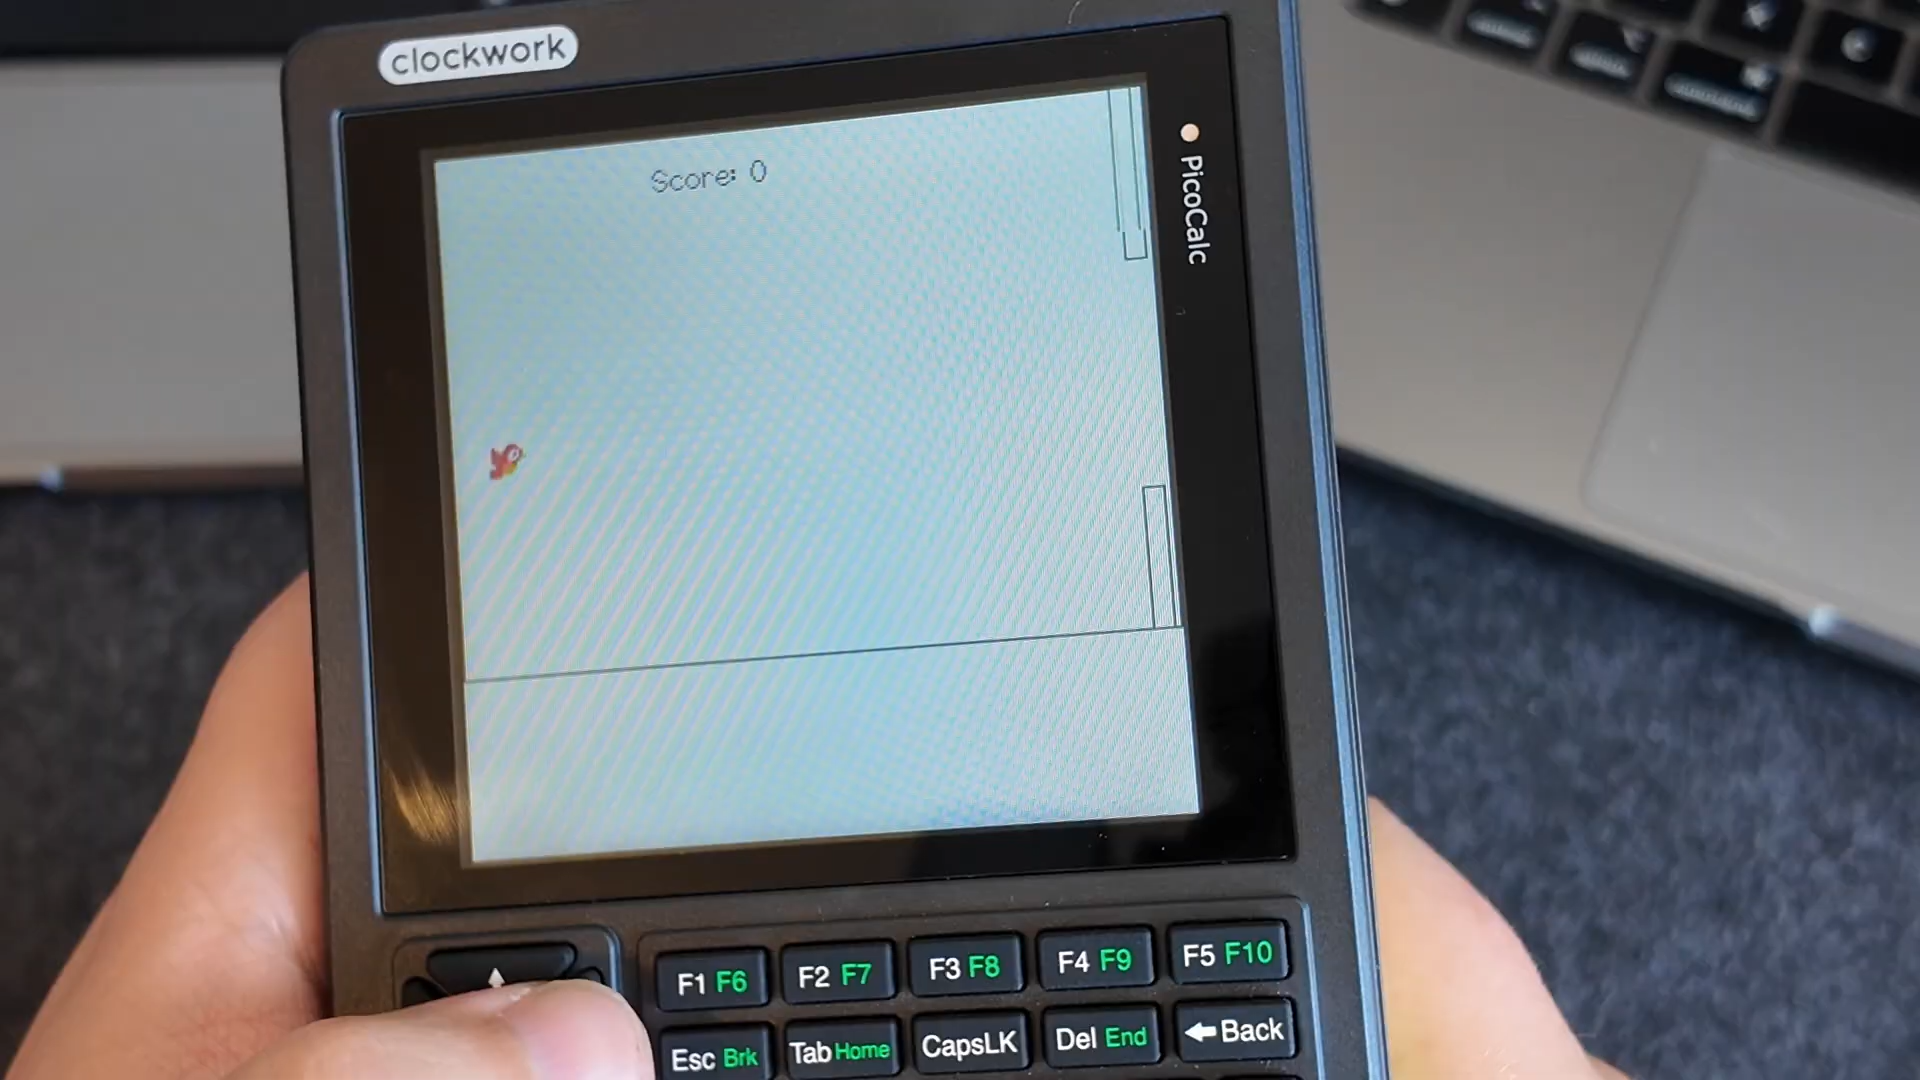 clockwork
PicoCalc
Score: 0
F1 F6 F2 F7 F3 F8 F4 F9 F5 F10
Esc Brk Tab Home CapsLK Del End Back